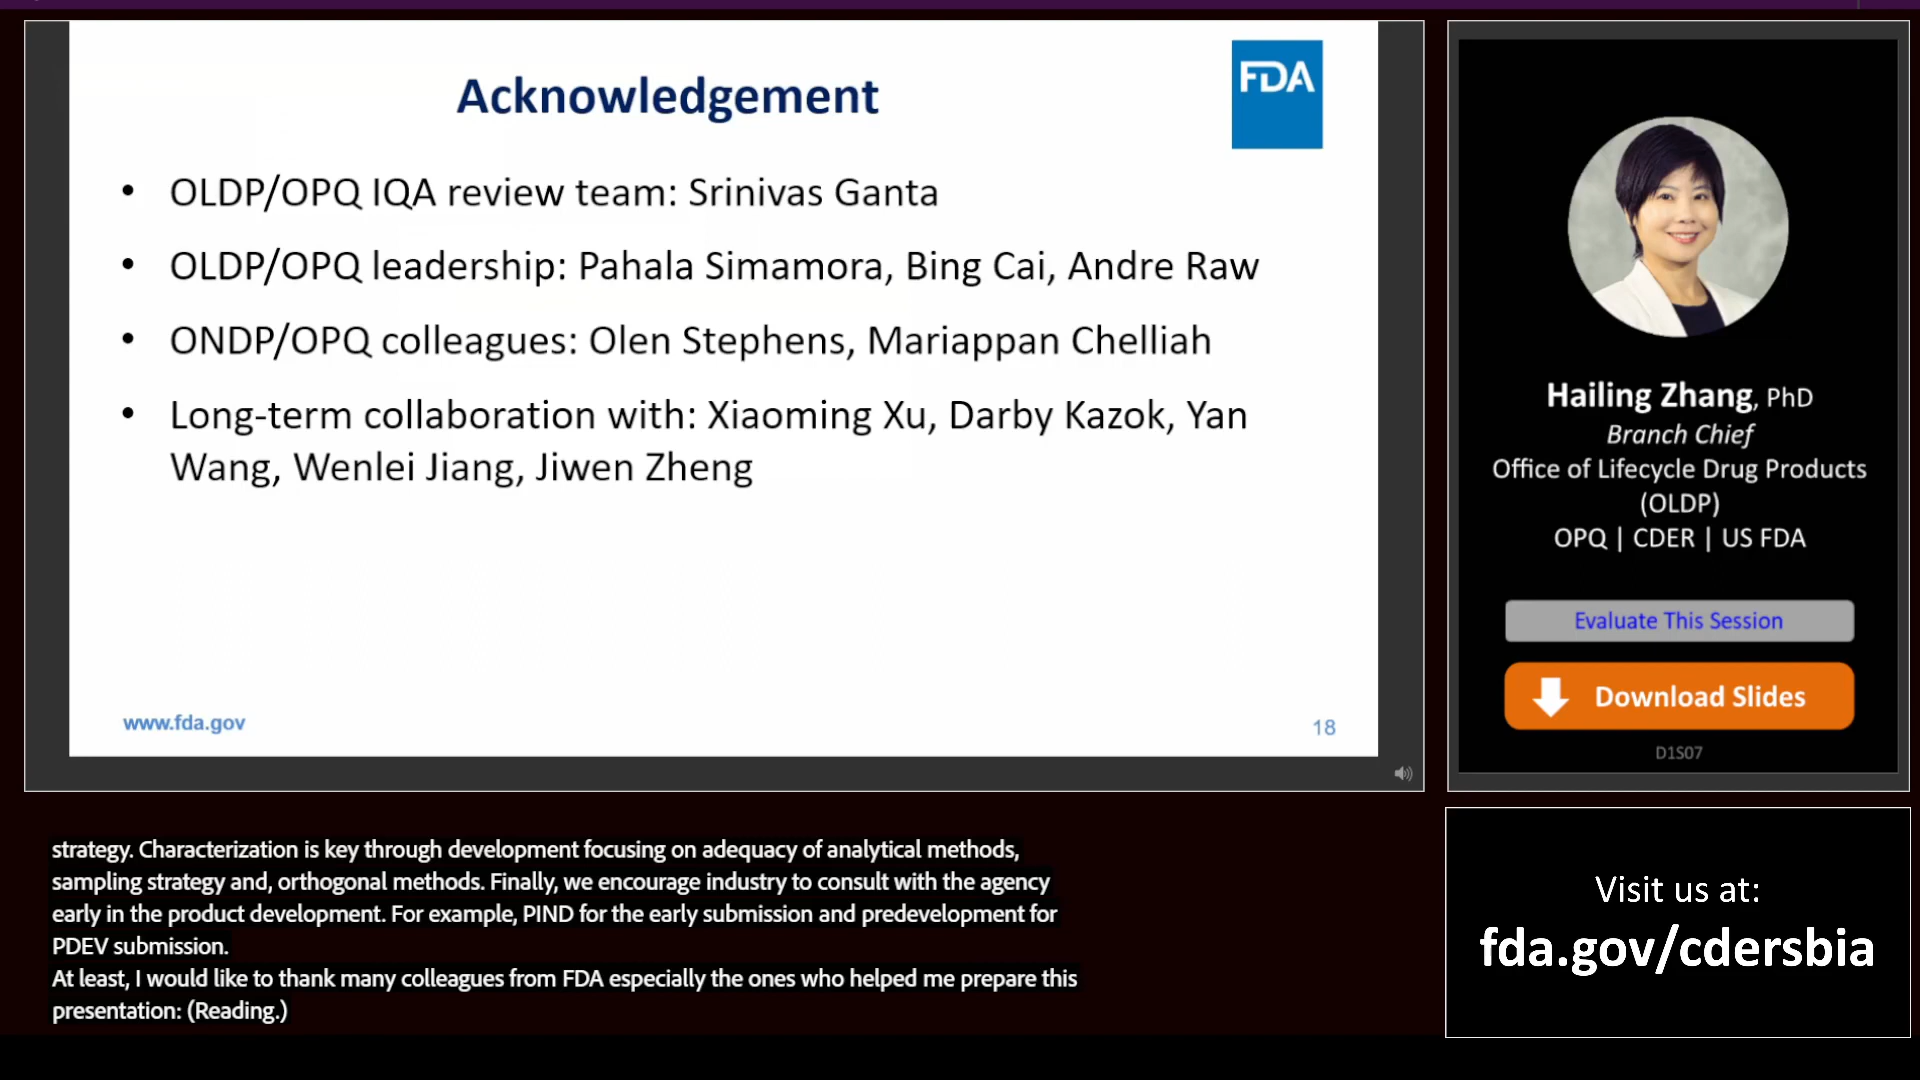 Acknowledgement
FDA
• OLDP/OPQ IQA review team: Srinivas Ganta
• OLDP/OPQ leadership: Pahala Simamora, Bing Cai, Andre Raw
• ONDP/OPQ colleagues: Olen Stephens, Mariappan Chelliah
• Long-term collaboration with: Xiaoming Xu, Darby Kazok, Yan
Wang, Wenlei Jiang, Jiwen Zheng
www.fda.gov
18
Hailing Zhang, PhD
Branch Chief
Office of Lifecycle Drug Products
(OLDP)
OPQ | CDER | US FDA
Evaluate This Session
Download Slides
D1S07
strategy. Characterization is key through development focusing on adequacy of analytical methods,
sampling strategy and, orthogonal methods. Finally, we encourage industry to consult with the agency
early in the product development. For example, PIND for the early submission and predevelopment for
PDEV submission.
At least, I would like to thank many colleagues from FDA especially the ones who helped me prepare this
presentation: (Reading.)
Visit us at:
fda.gov/cdersbia